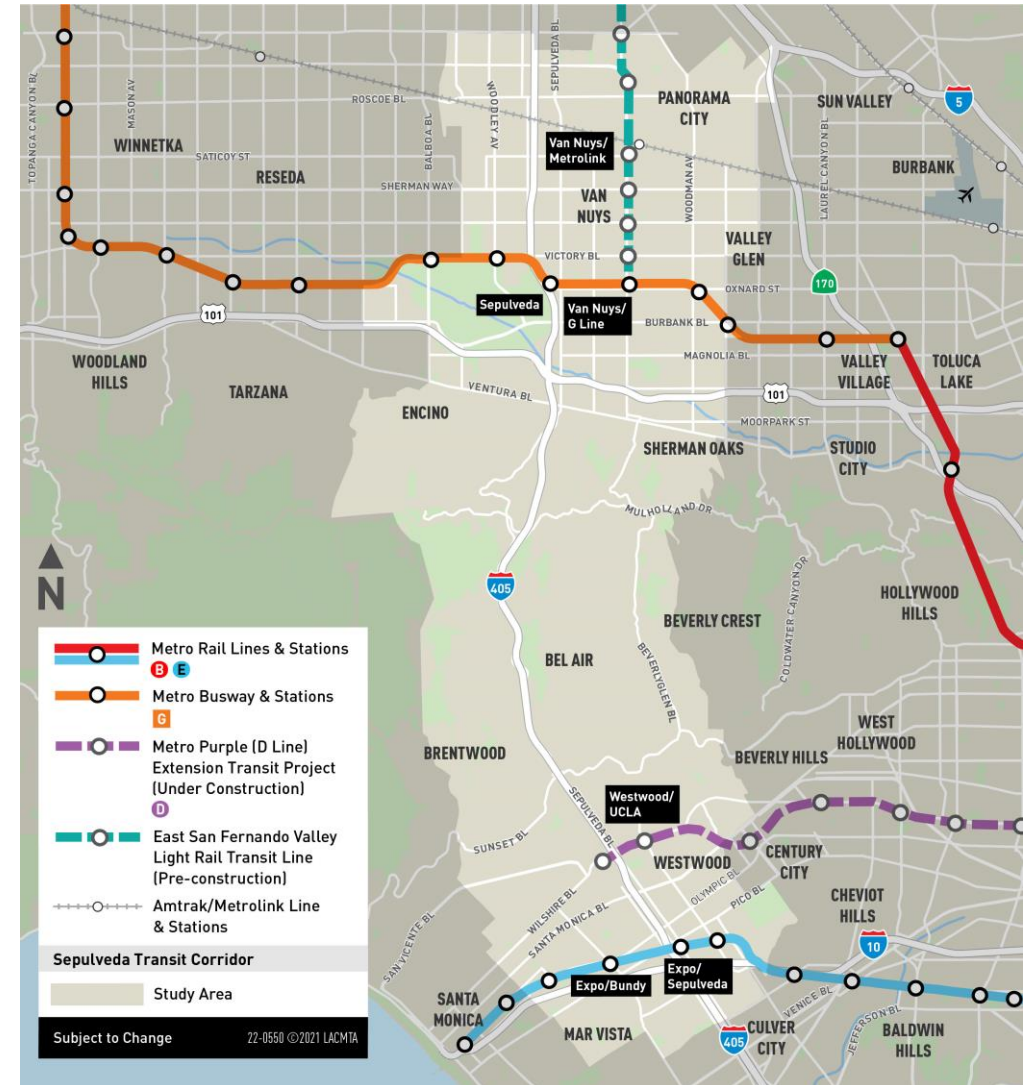 TOPANGA CANYON BL
MASON AV
WINNETKA
ROSCOE BL
SATICOY ST
RESEDA
SHERMAN WAY
BALBOA BL
WOODLEY AV
SEPULVEDA BL
PANORAMA
CITY
SUN VALLEY
5
Van Nuys/
Metrolink
WOODMAN AV
LAUREL CANYON BL
BURBANK
VAN
NUYS
VALLEY
GLEN
VICTORY BL
OXNARD ST
170
Sepulveda
Van Nuys/
G Line
BURBANK BL
101
MAGNOLIA BL
WOODLAND
HILLS
TARZANA
VENTURA BL
VALLEY
VILLAGE
TOLUCA
LAKE
101
ENCINO
MOORPARK ST
SHERMAN OAKS
STUDIO
CITY
MULHOLLAND DR
N
405
COLDWATER CANYON DR
HOLLYWOOD
HILLS
BEVERLY CREST
BEL AIR
BEVERLYGLEN BL
WEST
HOLLYWOOD
BRENTWOOD
BEVERLY HILLS
SEPULVEDA BL
Westwood/
UCLA
SUNSET BL
WESTWOOD
CENTURY
CITY
OLYMPIC BL
PICO BL
WILSHIRE BL
SANTA MONICA BL
CHEVIOT
HILLS
SAN VICENTE BL
10
Expo/Bundy
Expo/
Sepulveda
SANTA
MONICA
VENICE BL
MAR VISTA
405
CULVER
CITY
JEFFERSON BL
BALDWIN
HILLS
Metro Rail Lines & Stations
B E
Metro Busway & Stations
G
Metro Purple (D Line)
Extension Transit Project
(Under Construction)
D
East San Fernando Valley
Light Rail Transit Line
(Pre-construction)
Amtrak/Metrolink Line
& Stations
Sepulveda Transit Corridor
Study Area
Subject to Change
22-0550 ©2021 LACMTA